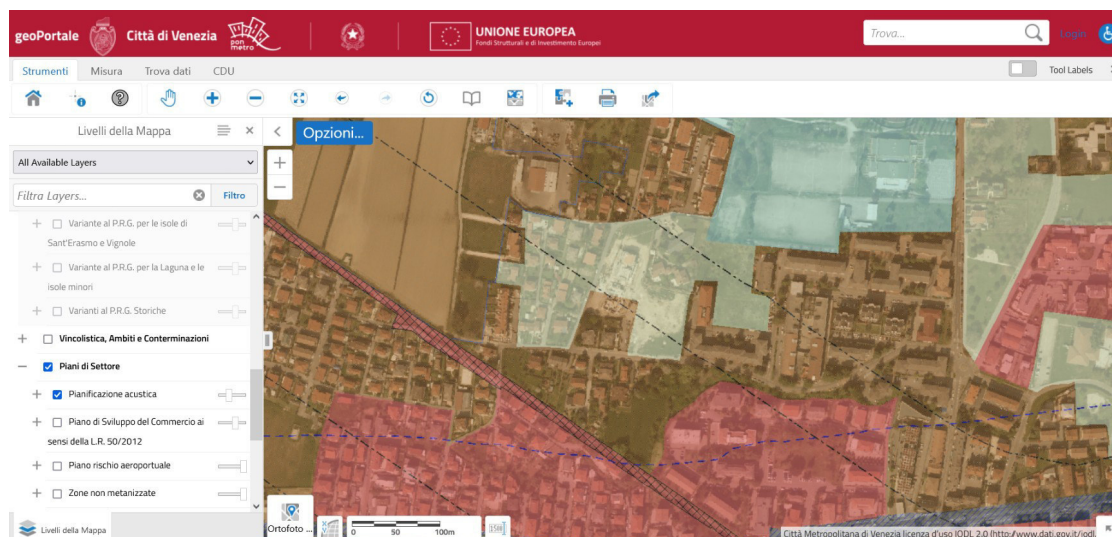 geoPortale Città di Venezia pon metro UNIONE EUROPEA
Fondi Strutturali e di Investimento Europei
Trova... Login
Strumenti Misura Trova dati CDU Tool Labels
Livelli della Mappa
Opzioni...
All Available Layers
Filtra Layers... Filtro
Variante al P.R.G. per le isole di
Sant'Erasmo e Vignole
Variante al P.R.G. per la Laguna e le
isole minori
Varianti al P.R.G. Storiche
Vincolistica, Ambiti e Conterminazioni
Piani di Settore
Pianificazione acustica
Piano di Sviluppo del Commercio ai
sensi della L.R. 50/2012
Piano rischio aeroportuale
Zone non metanizzate
Livelli della Mappa
Ortofoto ...
0 50 100m
Città Metropolitana di Venezia licenza d'uso IODL 2.0 (http://www.dati.gov.it/iodl